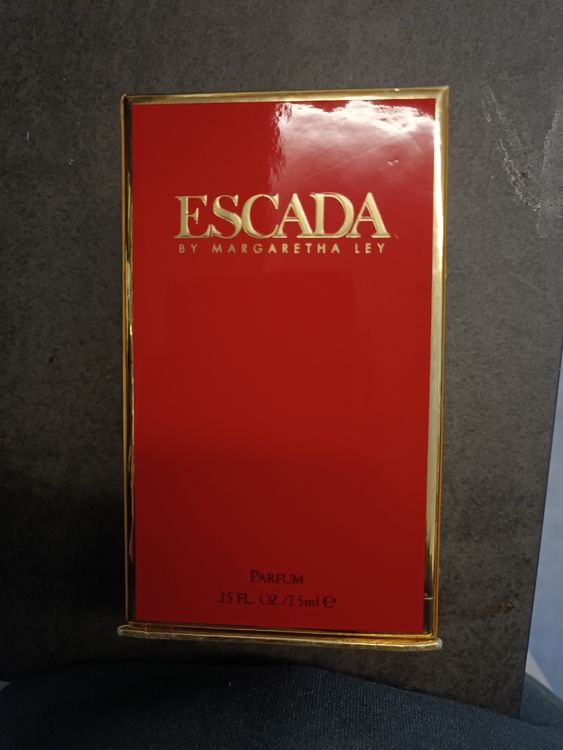 ESCADA
BY MARGARETHA LEY
PARFUM
.25 FL. OZ./7.5ml ℮